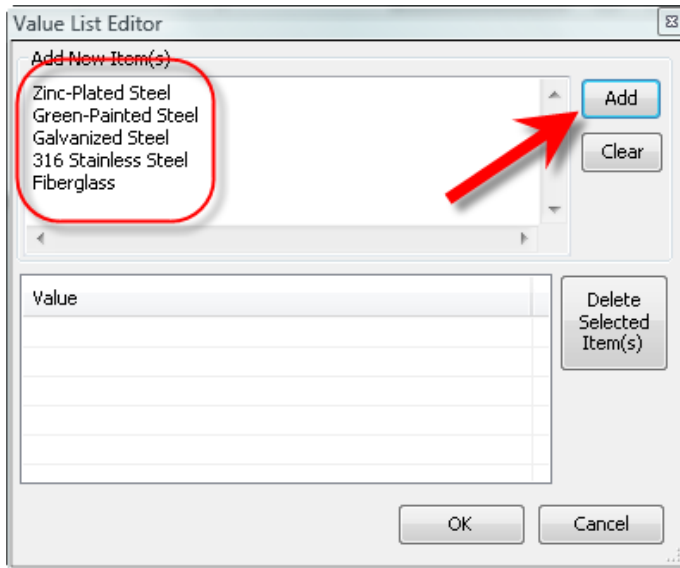 Value List Editor
Add New Item(s)
Zinc-Plated Steel
Green-Painted Steel
Galvanized Steel
316 Stainless Steel
Fiberglass
Add
Clear
Value
Delete
Selected
Item(s)
OK
Cancel